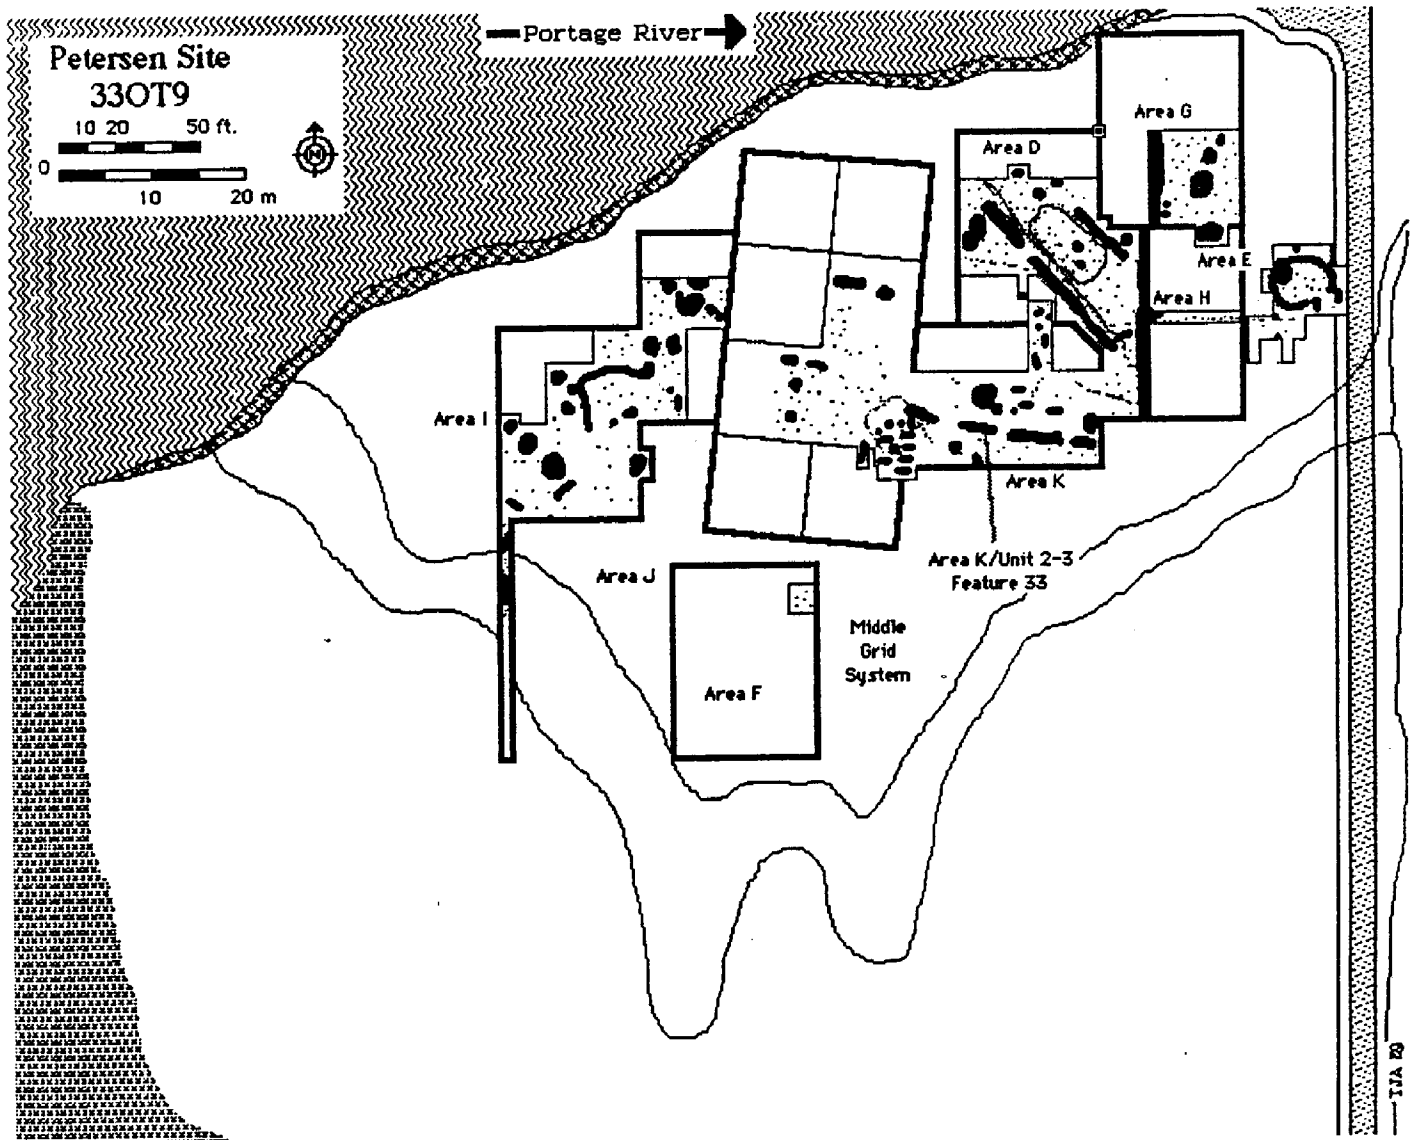 Petersen Site
33OT9
10 20 50 ft.
0
10 20 m
N
Portage River
Area G
Area D
Area E
Area H
Area I
Area K
Area K/Unit 2-3
Feature 33
Area J
Middle
Grid
System
Area F
TJA